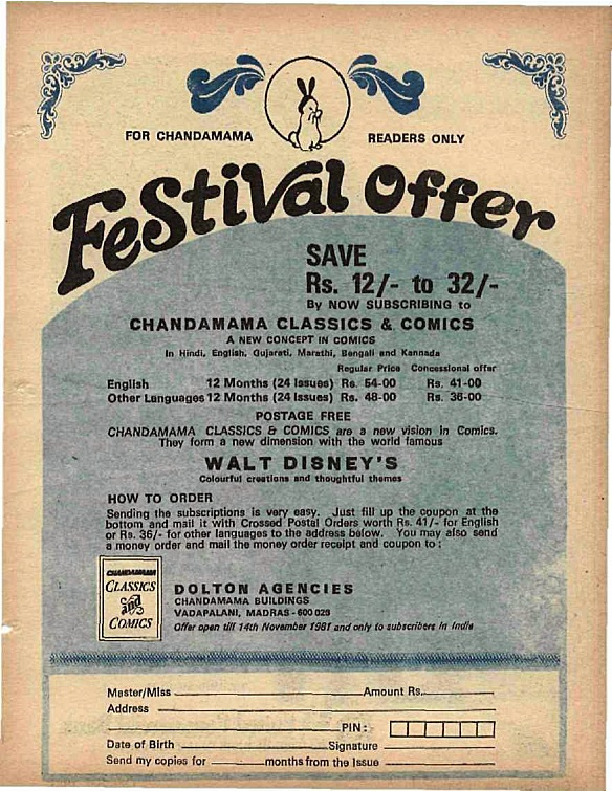 FOR CHANDAMAMA READERS ONLY
FeStiVal Offer
SAVE
Rs. 12/- to 32/-
By NOW SUBSCRIBING to
CHANDAMAMA CLASSICS & COMICS
A NEW CONCEPT IN COMICS
In Hindi, English, Gujarati, Marathi, Bengali and Kannada
Regular Price Concessional offer
English 12 Months (24 Issues) Rs. 54-00 Rs. 41-00
Other Languages 12 Months (24 Issues) Rs. 48-00 Rs. 36-00
POSTAGE FREE
CHANDAMAMA CLASSICS & COMICS are a new vision in Comics.
They form a new dimension with the world famous
WALT DISNEY'S
Colourful creations and thoughtful themes
HOW TO ORDER
Sending the subscriptions is very easy. Just fill up the coupon at the
bottom and mail it with Crossed Postal Orders worth Rs. 41/- for English
or Rs. 36/- for other languages to the address below. You may also send
a money order and mail the money order receipt and coupon to:
CHANDAMAMA
CLASSICS
and
COMICS
DOLTON AGENCIES
CHANDAMAMA BUILDINGS
VADAPALANI, MADRAS - 600 026
Offer open till 14th November 1981 and only to subscribers in India
Master/Miss Amount Rs.
Address
PIN:
Date of Birth Signature
Send my copies for months from the Issue